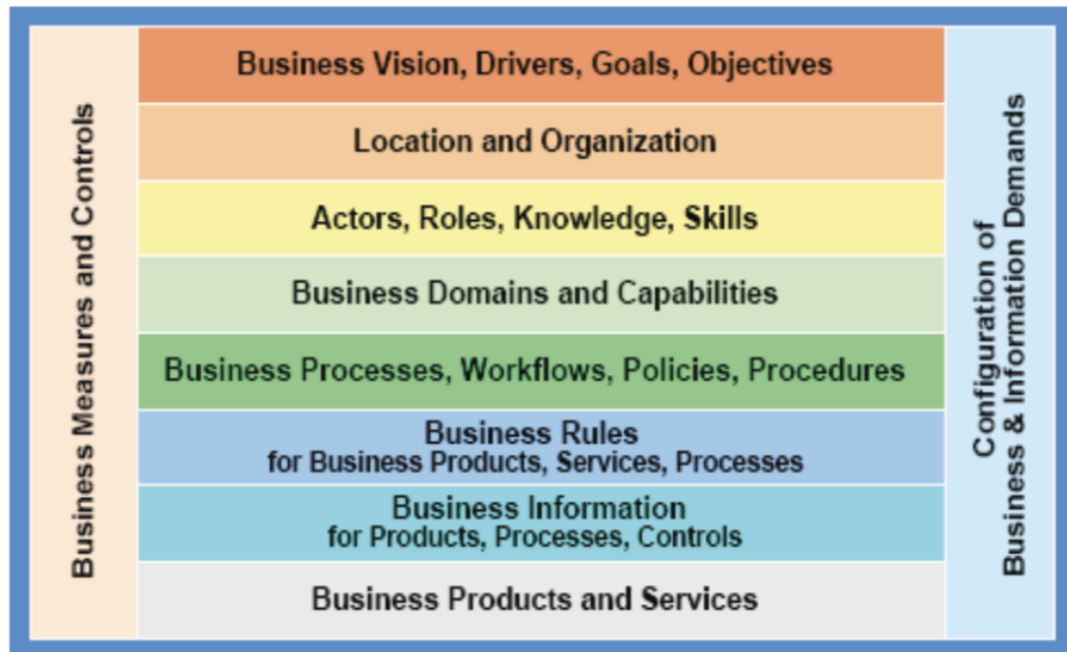 Business Measures and Controls
Business Vision, Drivers, Goals, Objectives
Location and Organization
Actors, Roles, Knowledge, Skills
Business Domains and Capabilities
Business Processes, Workflows, Policies, Procedures
Business Rules
for Business Products, Services, Processes
Business Information
for Products, Processes, Controls
Business Products and Services
Configuration of
Business & Information Demands